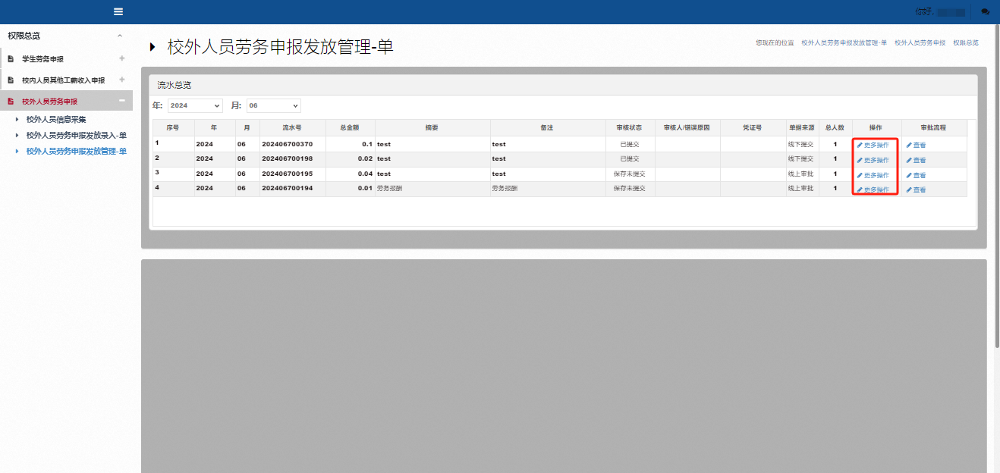 你好,
权限总览
学生劳务申报
校内人员其他工薪收入申报
校外人员劳务申报
校外人员信息采集
校外人员劳务申报发放录入-单
校外人员劳务申报发放管理-单
校外人员劳务申报发放管理-单
您现在的位置 校外人员劳务申报发放管理-单 校外人员劳务申报 权限总览
流水总览
年: 2024 月: 06
序号 年 月 流水号 总金额 摘要 备注 审核状态 审核人/错误原因 凭证号 单据来源 总人数 操作 审批流程
1 2024 06 202406700370 0.1 test test 已提交 线下提交 1 更多操作 查看
2 2024 06 202406700198 0.02 test test 已提交 线下提交 1 更多操作 查看
3 2024 06 202406700195 0.04 test test 保存未提交 线上审批 1 更多操作 查看
4 2024 06 202406700194 0.01 劳务报酬 劳务报酬 保存未提交 线上审批 1 更多操作 查看